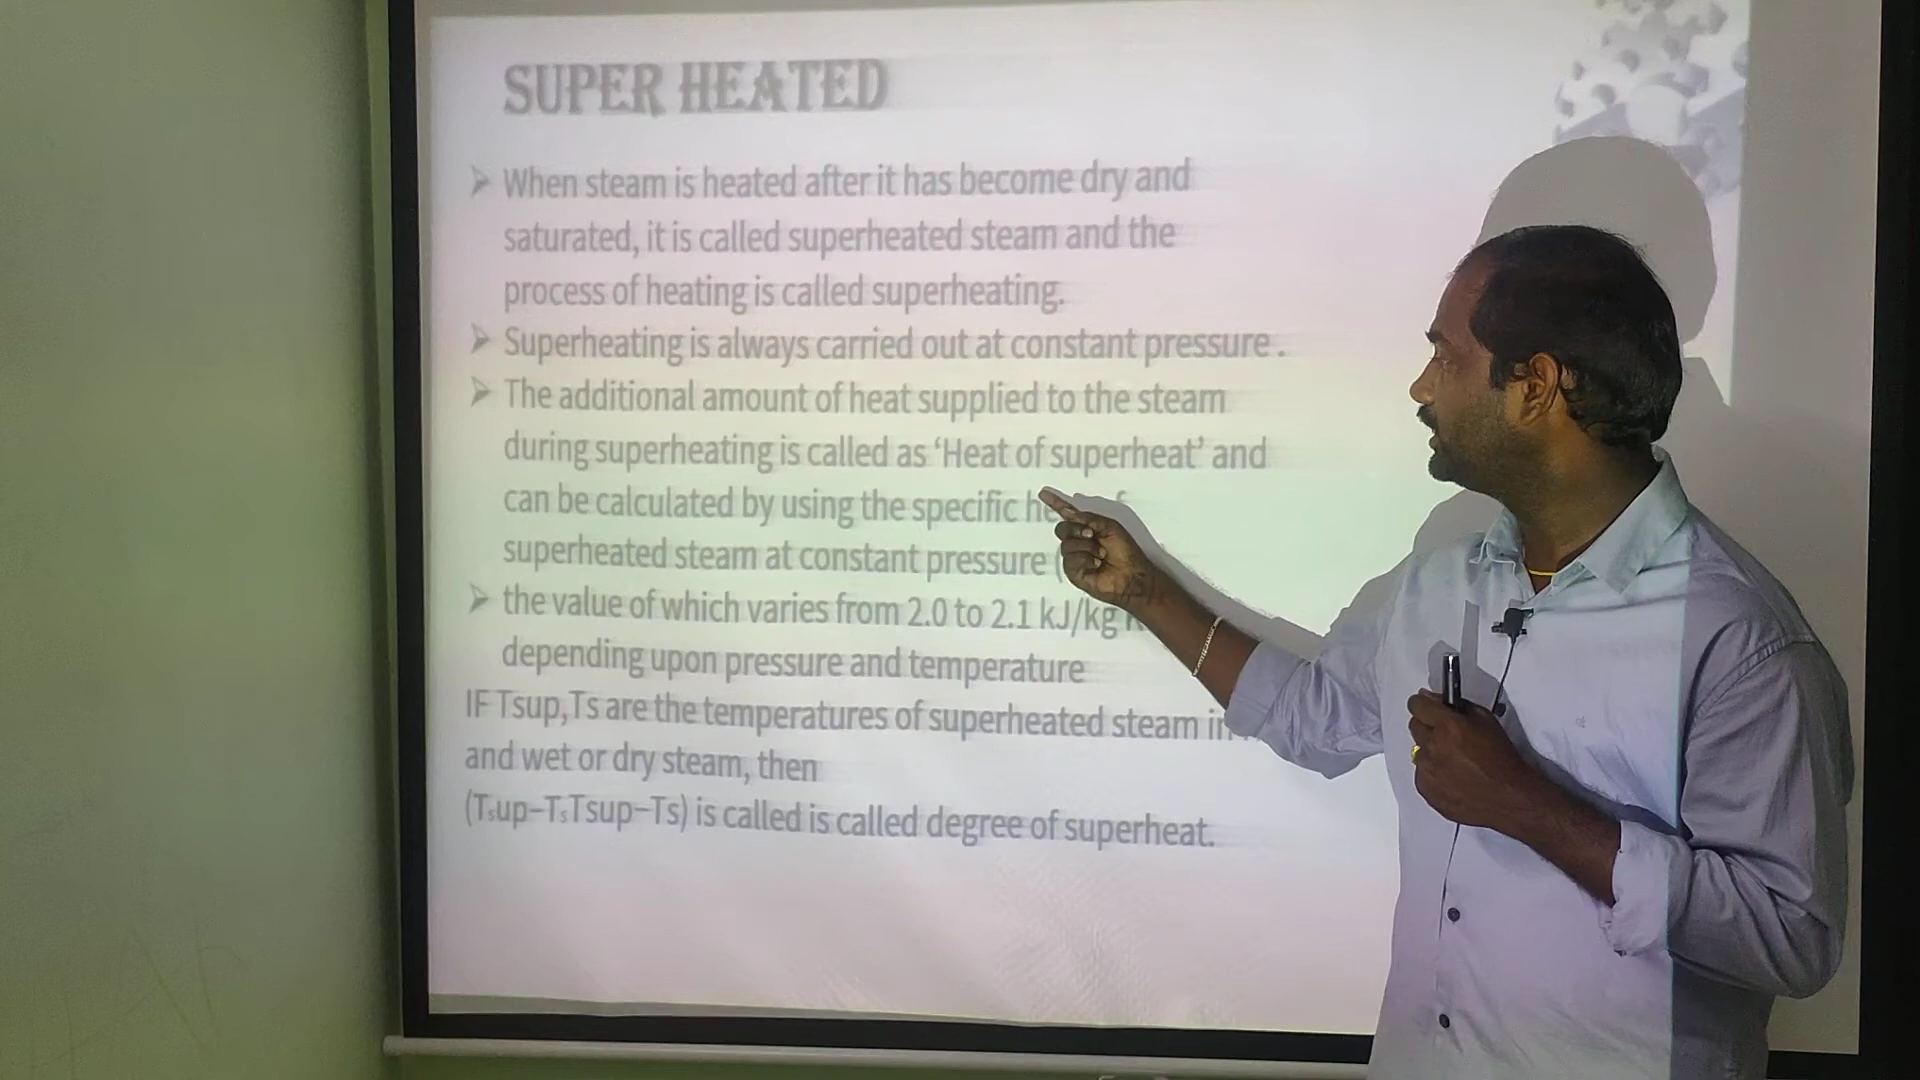 SUPER HEATED
➤ When steam is heated after it has become dry and
saturated, it is called superheated steam and the
process of heating is called superheating.
➤ Superheating is always carried out at constant pressure .
➤ The additional amount of heat supplied to the steam
during superheating is called as ‘Heat of superheat’ and
can be calculated by using the specific
superheated steam at constant pressure (
➤ the value of which varies from 2.0 to 2.1 kJ/kg
depending upon pressure and temperature
IF Tsup,Ts are the temperatures of superheated steam in
and wet or dry steam, then
(Tsup–TsTsup–Ts) is called is called degree of superheat.